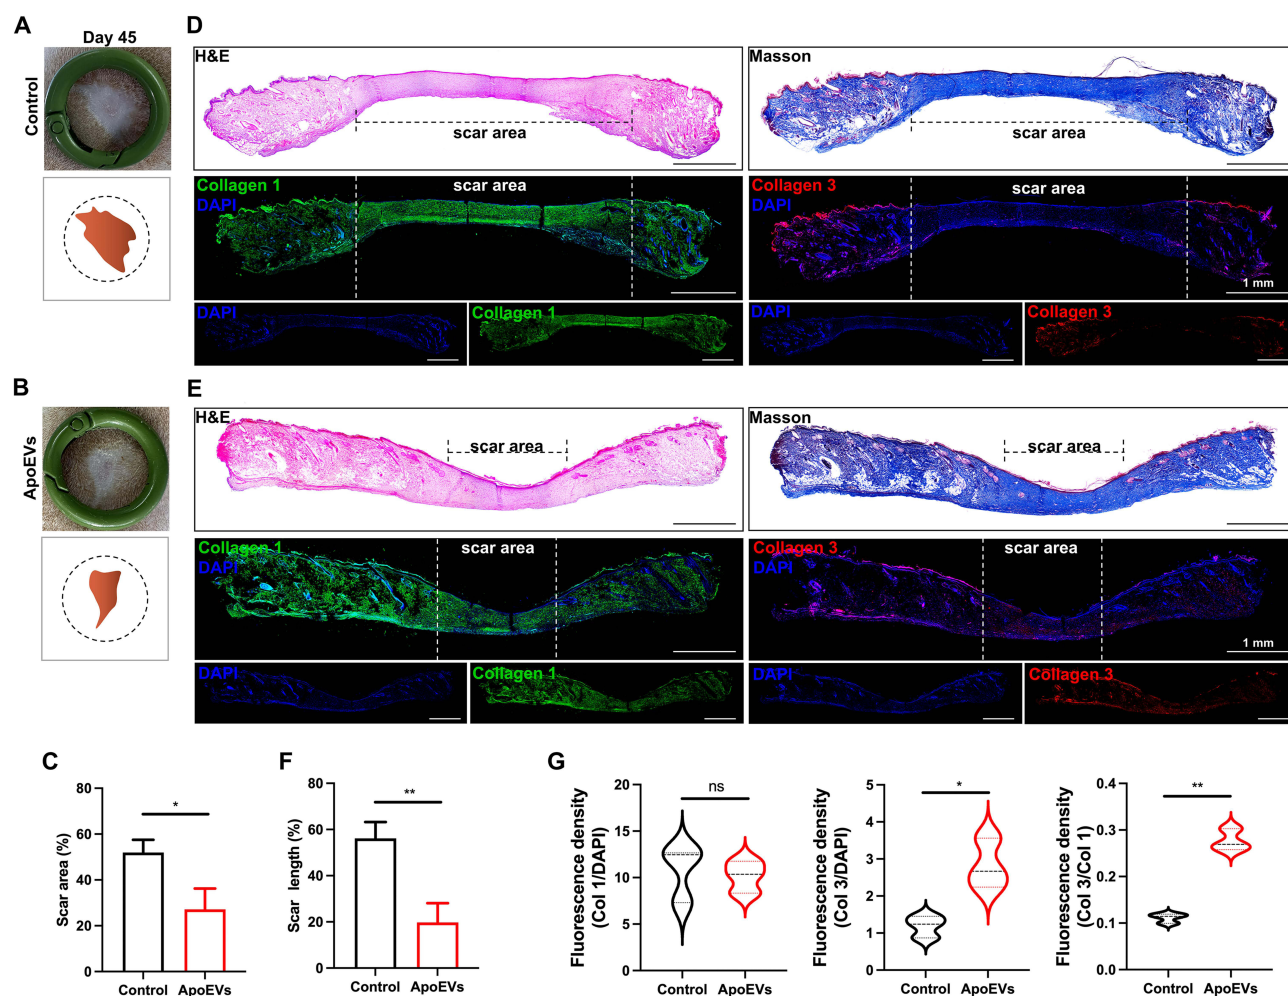 A
Day 45
Control
D
H&E
scar area
Masson
scar area
Collagen 1
DAPI
scar area
Collagen 3
DAPI
scar area
1 mm
DAPI
Collagen 1
DAPI
Collagen 3
B
ApoEVs
E
H&E
scar area
Masson
scar area
Collagen 1
DAPI
scar area
Collagen 3
DAPI
scar area
1 mm
DAPI
Collagen 1
DAPI
Collagen 3
C
Scar area (%)
80
60
40
20
0
*
Control ApoEVs
F
Scar length (%)
80
60
40
20
0
**
Control ApoEVs
G
Fluorescence density
(Col 1/DAPI)
20
15
10
5
0
ns
Control ApoEVs
Fluorescence density
(Col 3/DAPI)
5
4
3
2
1
0
*
Control ApoEVs
Fluorescence density
(Col 3/Col 1)
0.4
0.3
0.2
0.1
0.0
**
Control ApoEVs